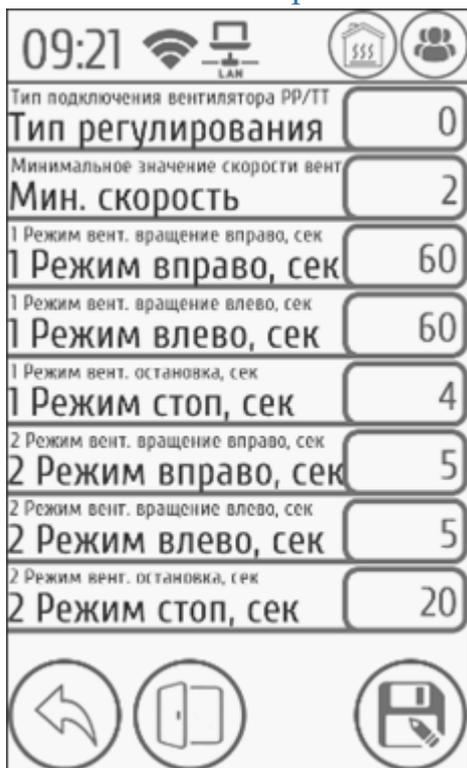 09:21
LAN
Тип подключения вентилятора РР/ТТ
Тип регулирования
0
Минимальное значение скорости вент
Мин. скорость
2
1 Режим вент. вращение вправо, сек
1 Режим вправо, сек
60
1 Режим вент. вращение влево, сек
1 Режим влево, сек
60
1 Режим вент. остановка, сек
1 Режим стоп, сек
4
2 Режим вент. вращение вправо, сек
2 Режим вправо, сек
5
2 Режим вент. вращение влево, сек
2 Режим влево, сек
5
2 Режим вент. остановка, сек
2 Режим стоп, сек
20